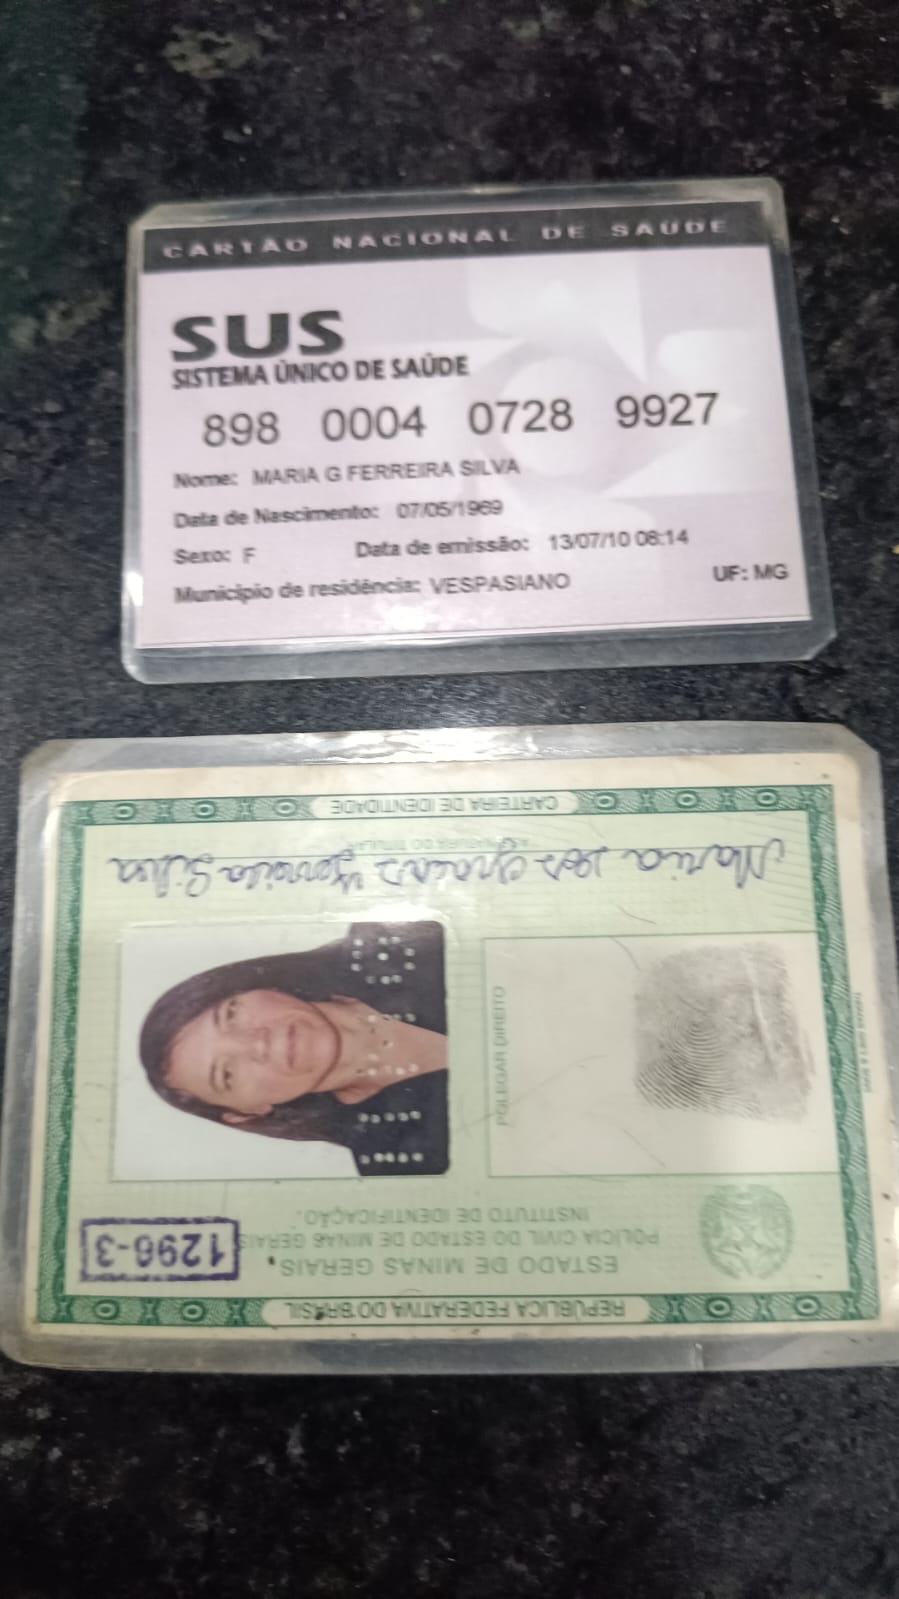 CARTÃO NACIONAL DE SAÚDE
SUS
SISTEMA ÚNICO DE SAÚDE
898 0004 0728 9927
Nome: MARIA G FERREIRA SILVA
Data de Nascimento: 07/05/1969
Sexo: F Data de emissão: 13/07/10 08:14
Município de residência: VESPASIANO UF: MG
REPÚBLICA FEDERATIVA DO BRASIL
ESTADO DE MINAS GERAIS
POLÍCIA CIVIL DO ESTADO DE MINAS GERAIS
INSTITUTO DE IDENTIFICAÇÃO.
1296-3
POLEGAR DIREITO
Maria das Graças Ferreira Silva
ASSINATURA DO TITULAR
CARTEIRA DE IDENTIDADE